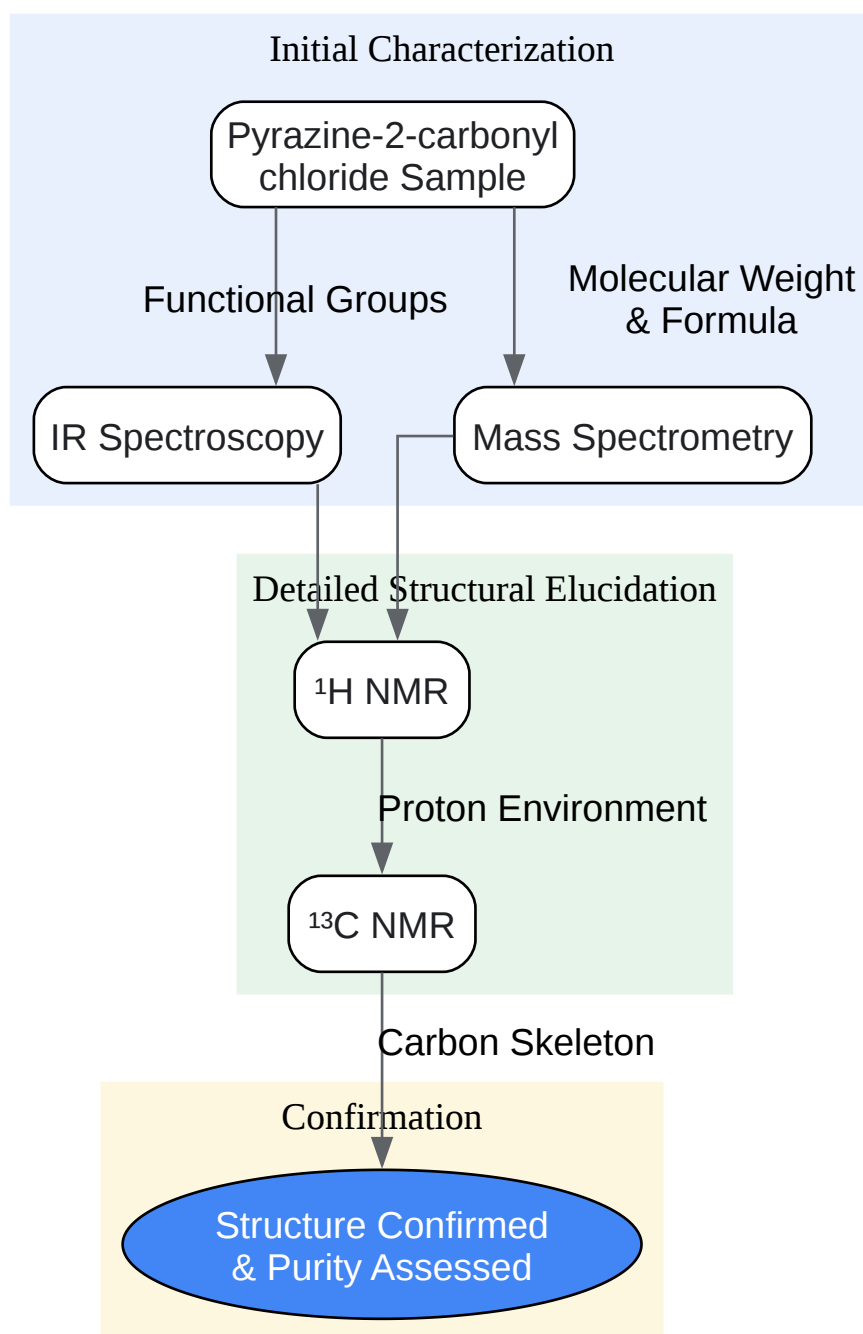 Initial Characterization
Pyrazine-2-carbonyl
chloride Sample
Functional Groups
Molecular Weight
& Formula
IR Spectroscopy
Mass Spectrometry
Detailed Structural Elucidation
¹H NMR
Proton Environment
¹³C NMR
Carbon Skeleton
Confirmation
Structure Confirmed
& Purity Assessed